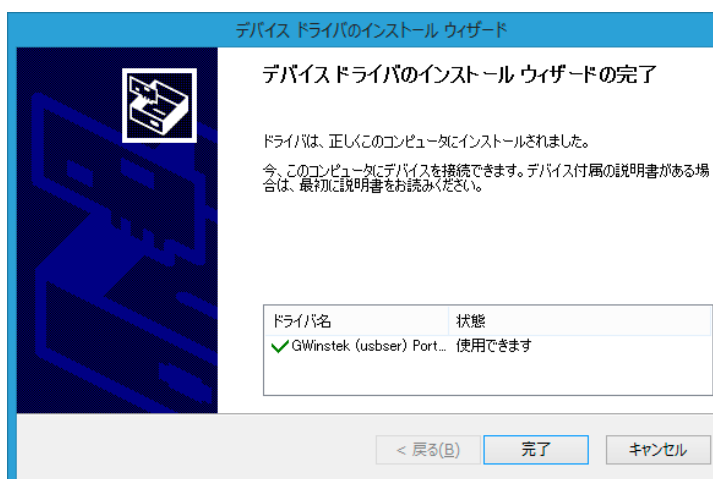 デバイス ドライバのインストール ウィザード
デバイス ドライバのインストール ウィザードの完了
ドライバは、正しくこのコンピュータにインストールされました。
今、このコンピュータにデバイスを接続できます。デバイス付属の説明書がある場
合は、最初に説明書をお読みください。
ドライバ名 状態
GWinstek (usbser) Port... 使用できます
< 戻る(B) 完了 キャンセル